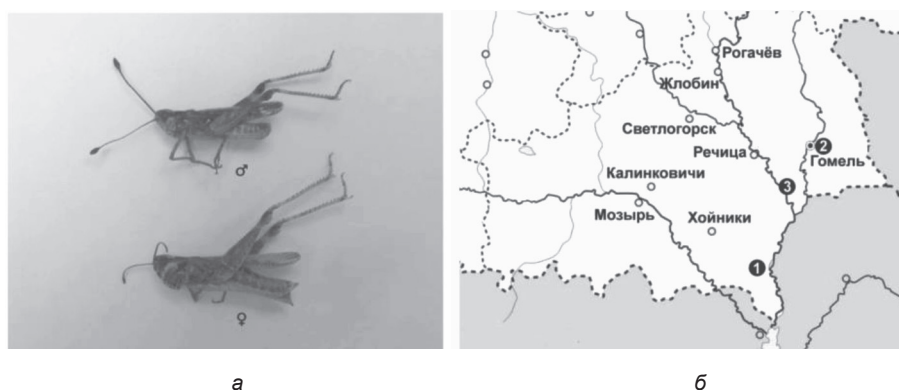 ♂
♀
Рогачёв
Жлобин
Светлогорск
Речица
2
Гомель
Калинковичи
3
Мозырь
Хойники
1
а
б